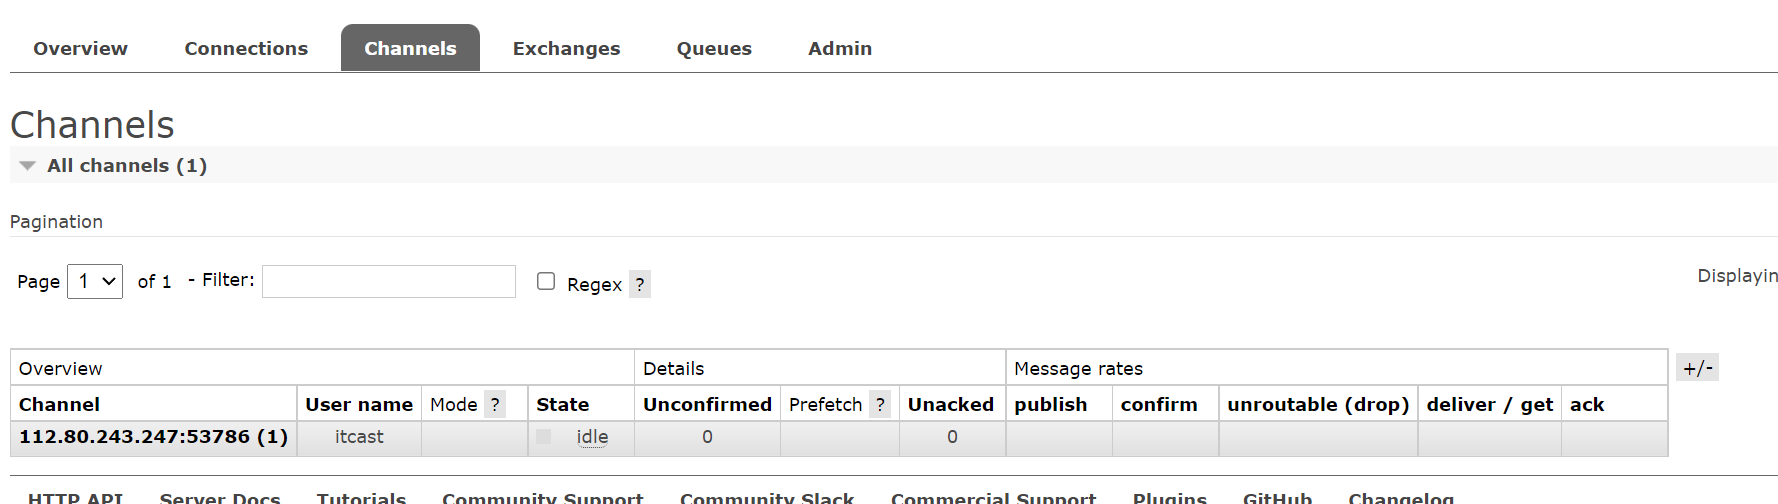 Overview Connections Channels Exchanges Queues Admin
Channels
All channels (1)
Pagination
Page 1 of 1 - Filter: Regex ? Displayin
Overview Details Message rates +/-
Channel User name Mode ? State Unconfirmed Prefetch ? Unacked publish confirm unroutable (drop) deliver / get ack
112.80.243.247:53786 (1) itcast idle 0 0
HTTP API Server Docs Tutorials Community Support Community Slack Commercial Support Plugins GitHub Changelog